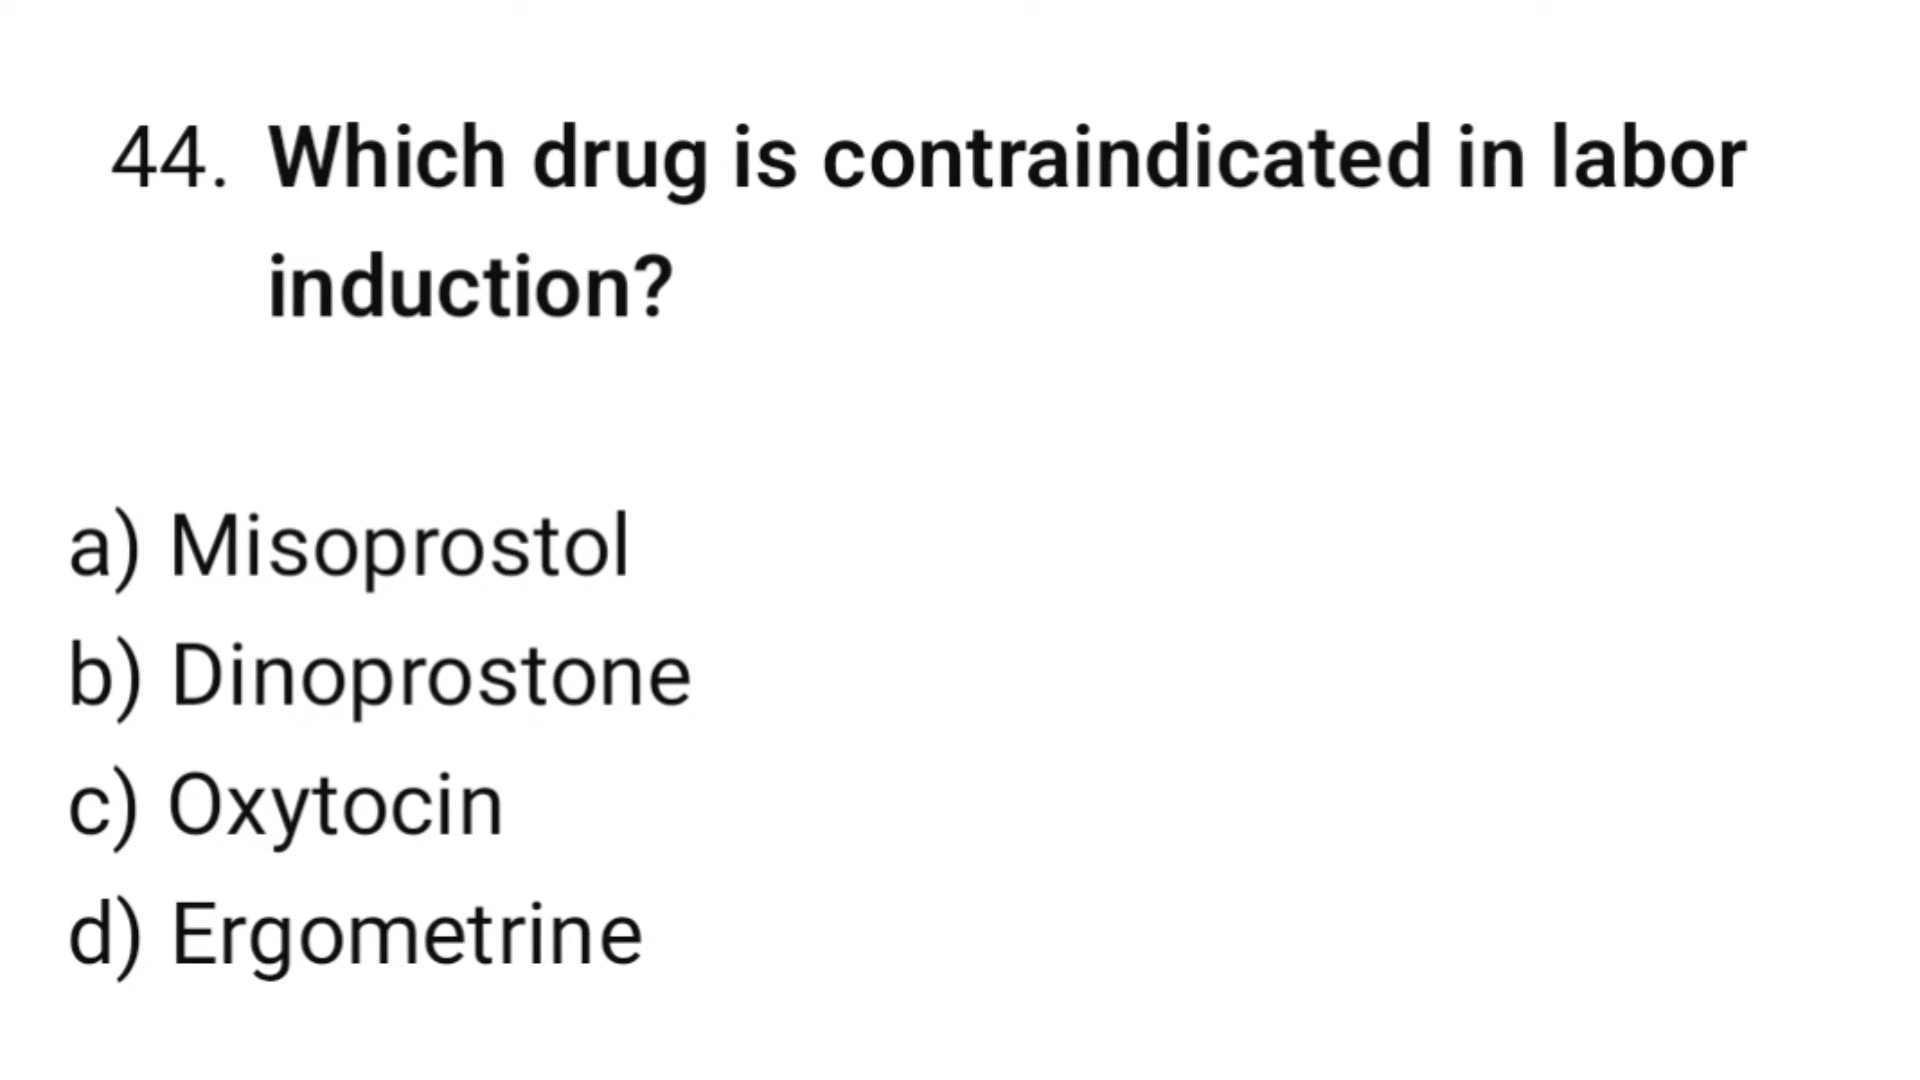 44. Which drug is contraindicated in labor
induction?
a) Misoprostol
b) Dinoprostone
c) Oxytocin
d) Ergometrine